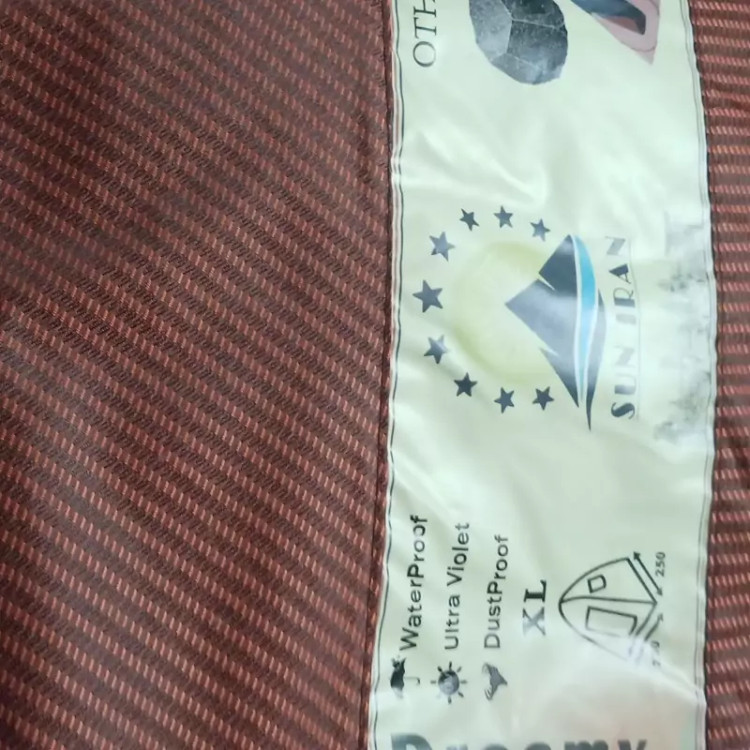 OTH
SUN IRAN
WaterProof
Ultra Violet
DustProof
XL
250